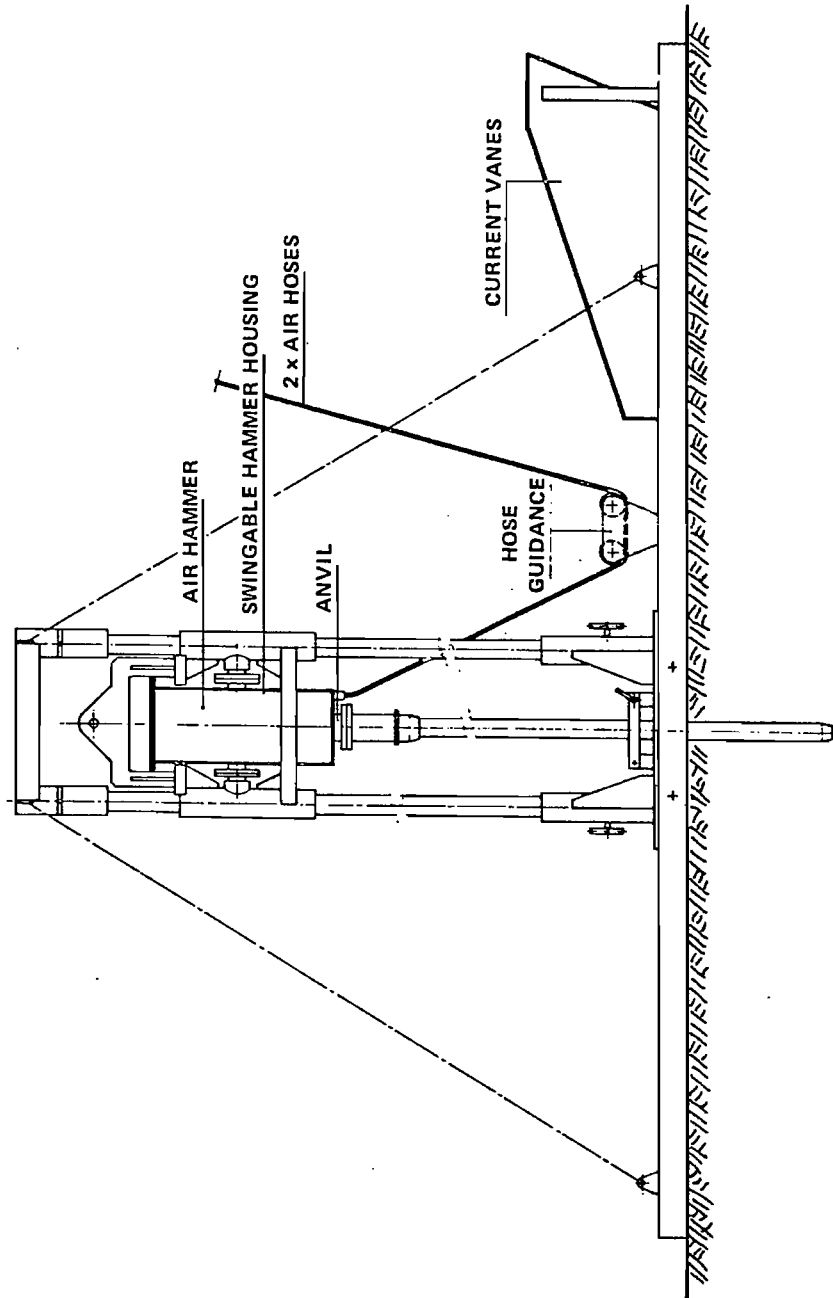 AIR HAMMER
SWINGABLE HAMMER HOUSING
2 x AIR HOSES
ANVIL
HOSE
GUIDANCE
CURRENT VANES